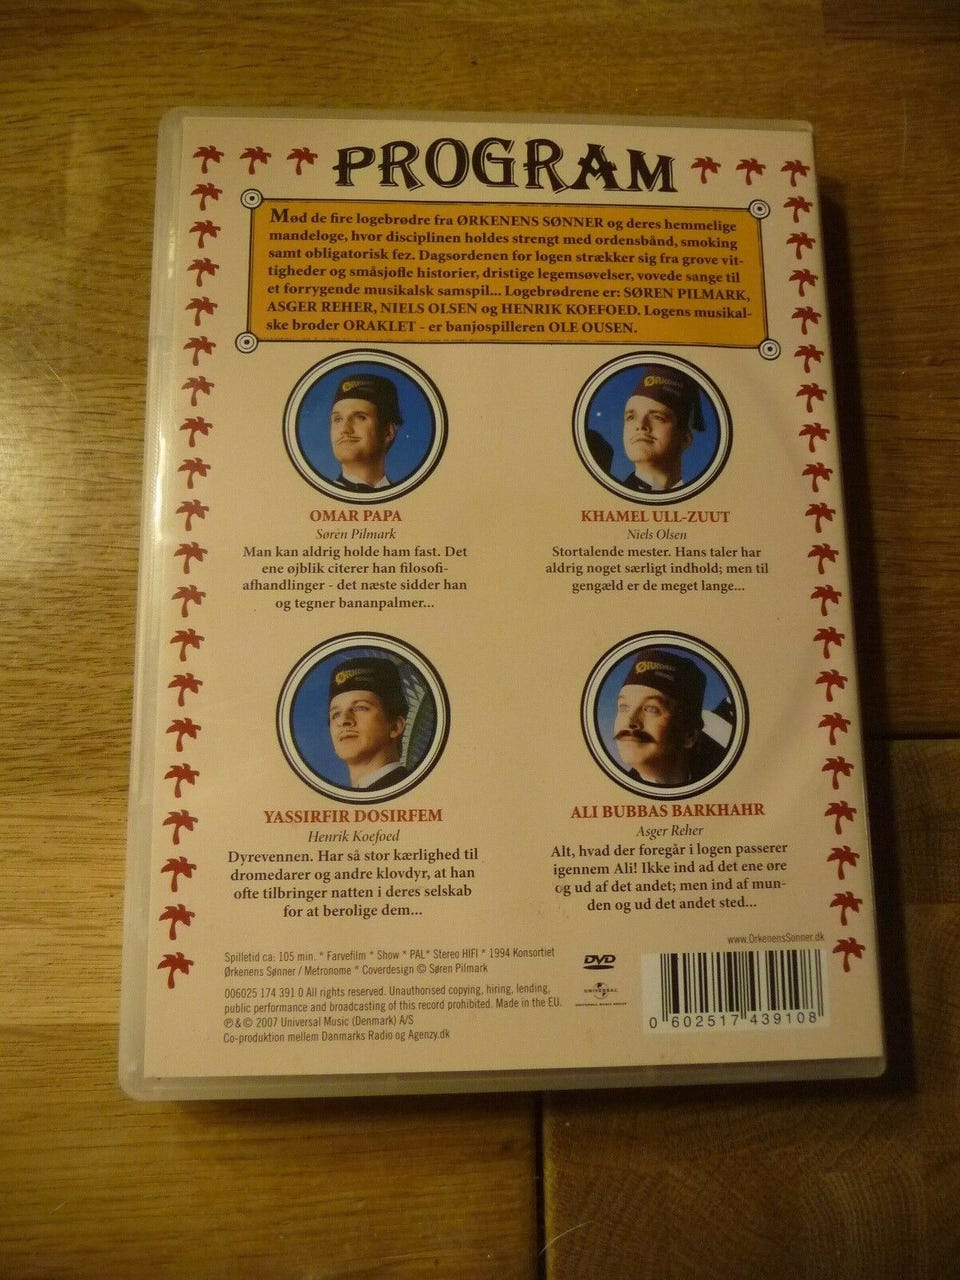 PROGRAM
Mød de fire logebrødre fra ØRKENENS SØNNER og deres hemmelige
mandeloge, hvor disciplinen holdes strengt med ordensbånd, smoking
samt obligatorisk fez. Dagsordenen for logen strækker sig fra grove vit-
tigheder og småsjofle historier, dristige legemsøvelser, vovede sange til
et forrygende musikalsk samspil... Logebrødrene er: SØREN PILMARK,
ASGER REHER, NIELS OLSEN og HENRIK KOEFOED. Logens musikal-
ske broder ORAKLET - er banjospilleren OLE OUSEN.
ØRKENENS
ØRKENENS
OMAR PAPA
Søren Pilmark
Man kan aldrig holde ham fast. Det
ene øjblik citerer han filosofi-
afhandlinger - det næste sidder han
og tegner bananpalmer...
KHAMEL ULL-ZUUT
Niels Olsen
Stortalende mester. Hans taler har
aldrig noget særligt indhold; men til
gengæld er de meget lange...
ØRKENENS
ØRKENENS
YASSIRFIR DOSIRFEM
Henrik Koefoed
Dyrevennen. Har så stor kærlighed til
dromedarer og andre klovdyr, at han
ofte tilbringer natten i deres selskab
for at berolige dem...
ALI BUBBAS BARKHAHR
Asger Reher
Alt, hvad der foregår i logen passerer
igennem Ali! Ikke ind ad det ene øre
og ud af det andet; men ind af mun-
den og ud det andet sted...
www.OrkenensSonner.dk
Spilletid ca: 105 min. * Farvefilm * Show * PAL* Stereo HIFI * 1994 Konsortiet
Ørkenens Sønner / Metronome * Coverdesign © Søren Pilmark
006025 174 391 0 All rights reserved. Unauthorised copying, hiring, lending,
public performance and broadcasting of this record prohibited. Made in the EU.
℗ & © 2007 Universal Music (Denmark) A/S
Co-produktion mellem Danmarks Radio og Agenzy.dk
DVD
UNIVERSAL
UNIVERSAL MUSIC GROUP
0 602517 439108